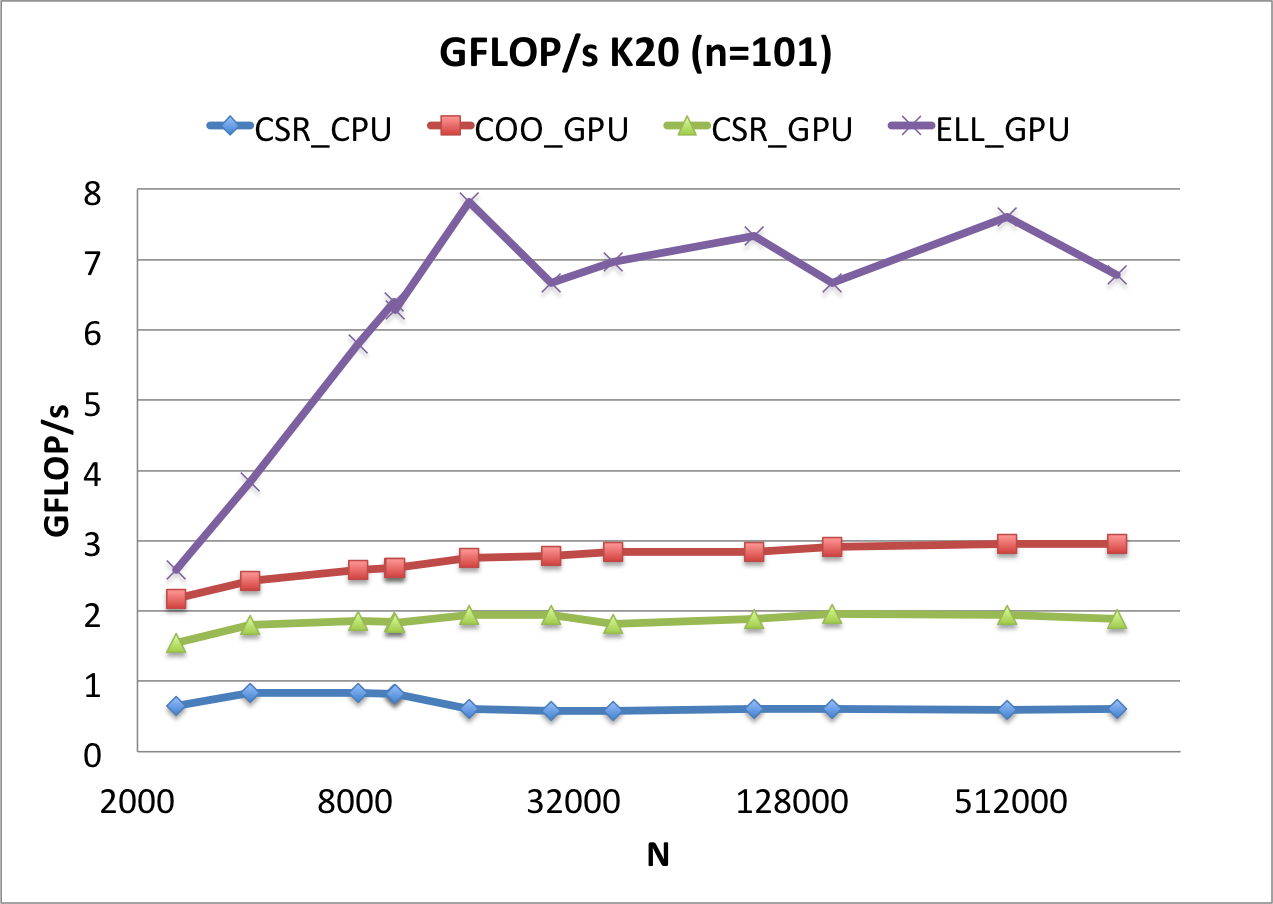 GFLOP/s K20 (n=101)
CSR_CPU COO_GPU CSR_GPU ELL_GPU
8
7
6
5
4
3
2
1
0
GFLOP/s
2000 8000 32000 128000 512000
N